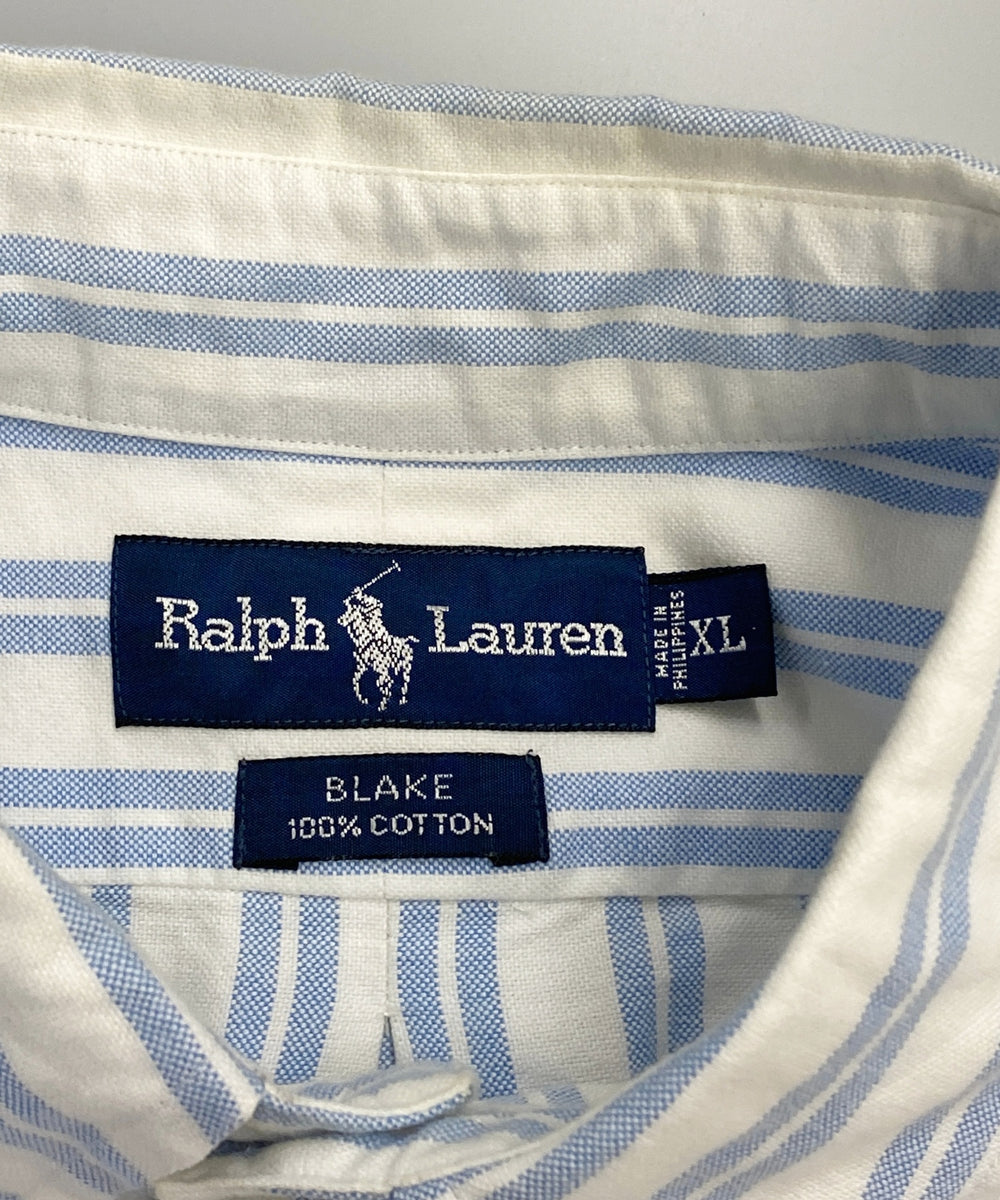 Ralph Lauren
MADE IN
PHILIPPINES
XL
BLAKE
100% COTTON